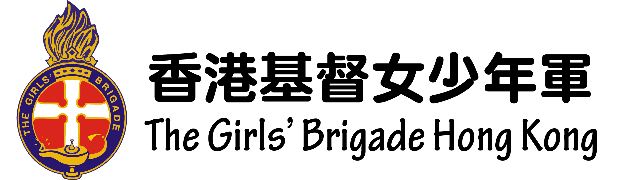 THE GIRLS' BRIGADE
香港基督女少年軍
The Girls' Brigade Hong Kong